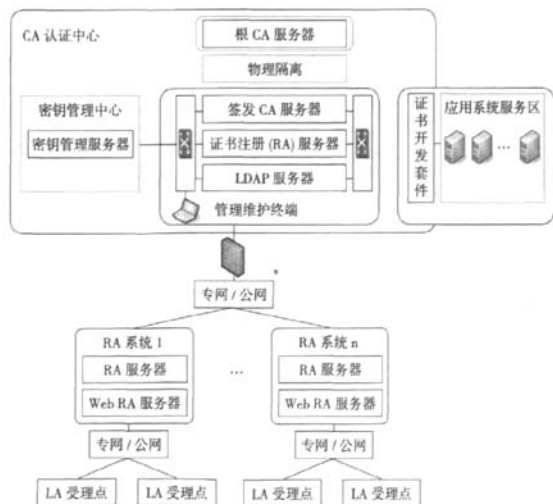 CA 认证中心
根 CA 服务器
物理隔离
密钥管理中心
密钥管理服务器
签发 CA 服务器
证书注册 (RA) 服务器
LDAP 服务器
管理维护终端
证书开发套件
应用系统服务区
...
专网 / 公网
RA 系统 1
RA 服务器
Web RA 服务器
...
RA 系统 n
RA 服务器
Web RA 服务器
专网 / 公网
专网 / 公网
LA 受理点
LA 受理点
LA 受理点
LA 受理点